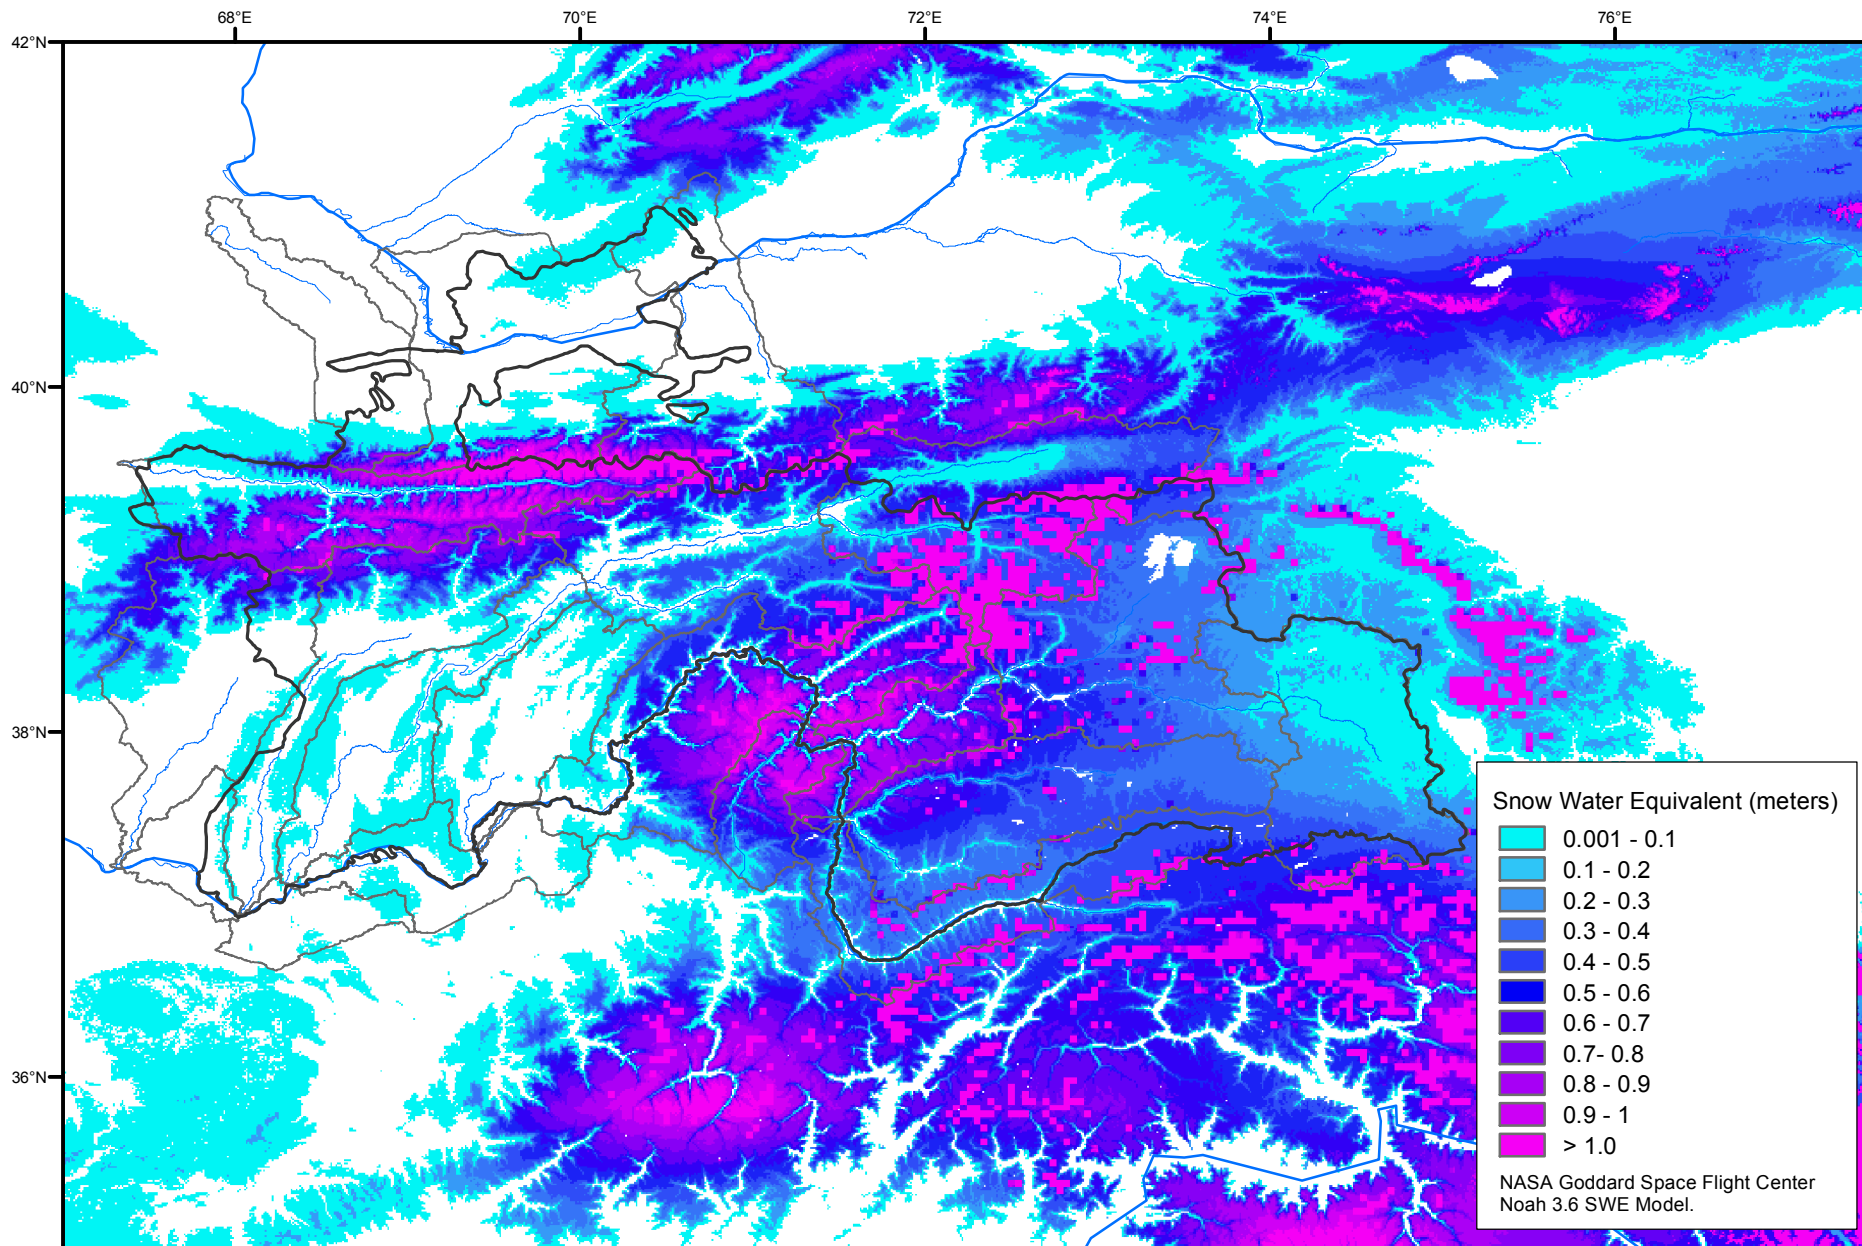 68°E
70°E
72°E
74°E
76°E
42°N
40°N
38°N
36°N
Snow Water Equivalent (meters)
0.001 - 0.1
0.1 - 0.2
0.2 - 0.3
0.3 - 0.4
0.4 - 0.5
0.5 - 0.6
0.6 - 0.7
0.7- 0.8
0.8 - 0.9
0.9 - 1
> 1.0
NASA Goddard Space Flight Center
Noah 3.6 SWE Model.